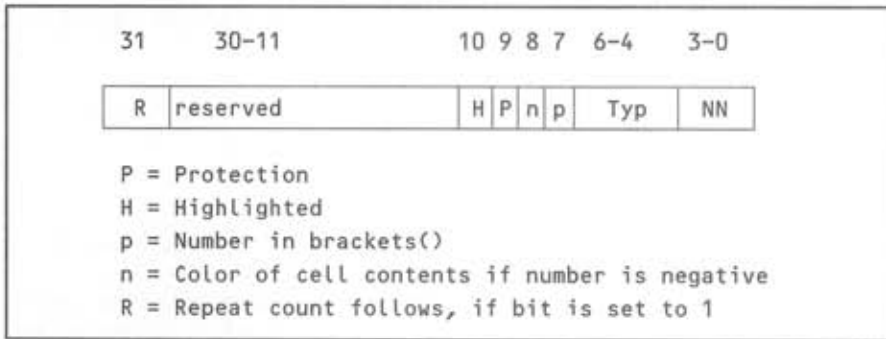 31 30–11 10 9 8 7 6–4 3–0
R reserved H P n p Typ NN
P = Protection
H = Highlighted
p = Number in brackets()
n = Color of cell contents if number is negative
R = Repeat count follows, if bit is set to 1